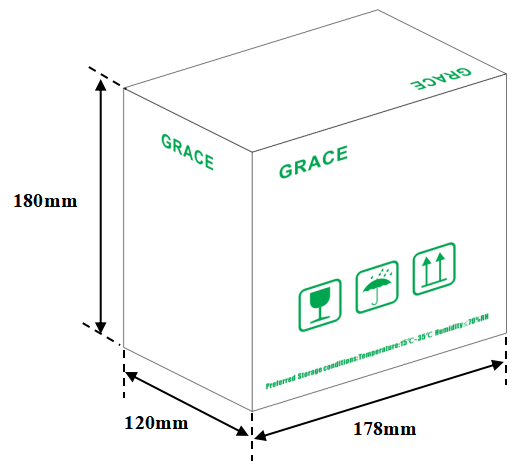 GRACE
GRACE
GRACE
180mm
Preferred Storage conditions:Temperature:15℃-35℃ Humidity≤70%RH
120mm
178mm